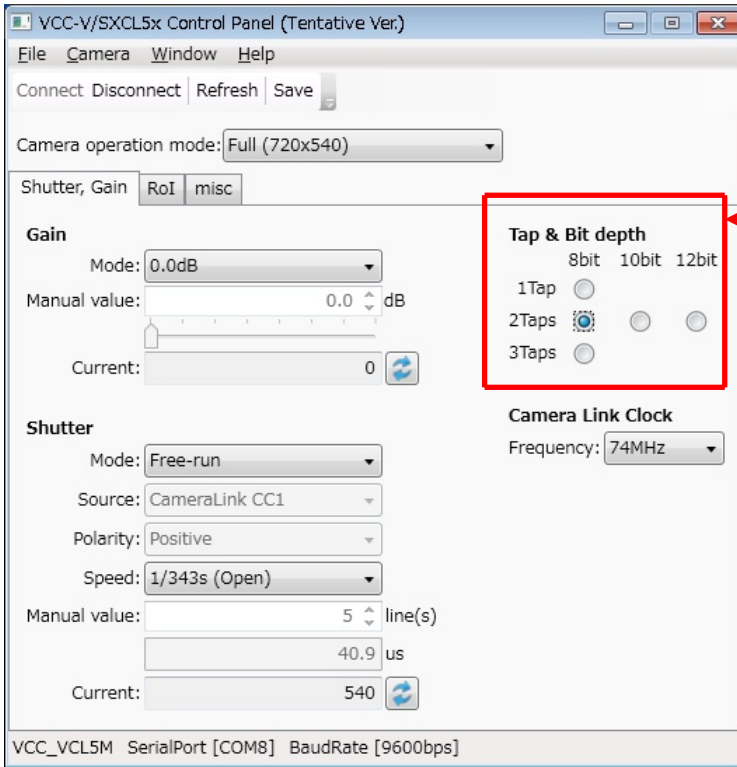 VCC-V/SXCL5x Control Panel (Tentative Ver.)
File Camera Window Help
Connect Disconnect Refresh Save
Camera operation mode: Full (720x540)
Shutter, Gain RoI misc
Gain
Mode: 0.0dB
Manual value: 0.0 dB
Current: 0
Shutter
Mode: Free-run
Source: CameraLink CC1
Polarity: Positive
Speed: 1/343s (Open)
Manual value: 5 line(s)
40.9 us
Current: 540
Tap & Bit depth
8bit 10bit 12bit
1Tap
2Taps
3Taps
Camera Link Clock
Frequency: 74MHz
VCC_VCL5M SerialPort [COM8] BaudRate [9600bps]